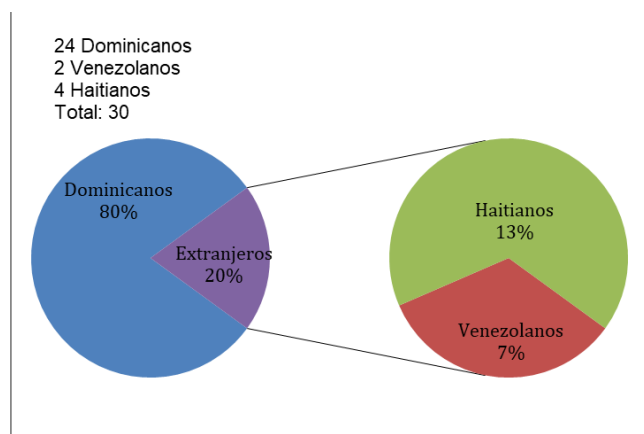 24 Dominicanos
2 Venezolanos
4 Haitianos
Total: 30
Dominicanos
80%
Extranjeros
20%
Haitianos
13%
Venezolanos
7%